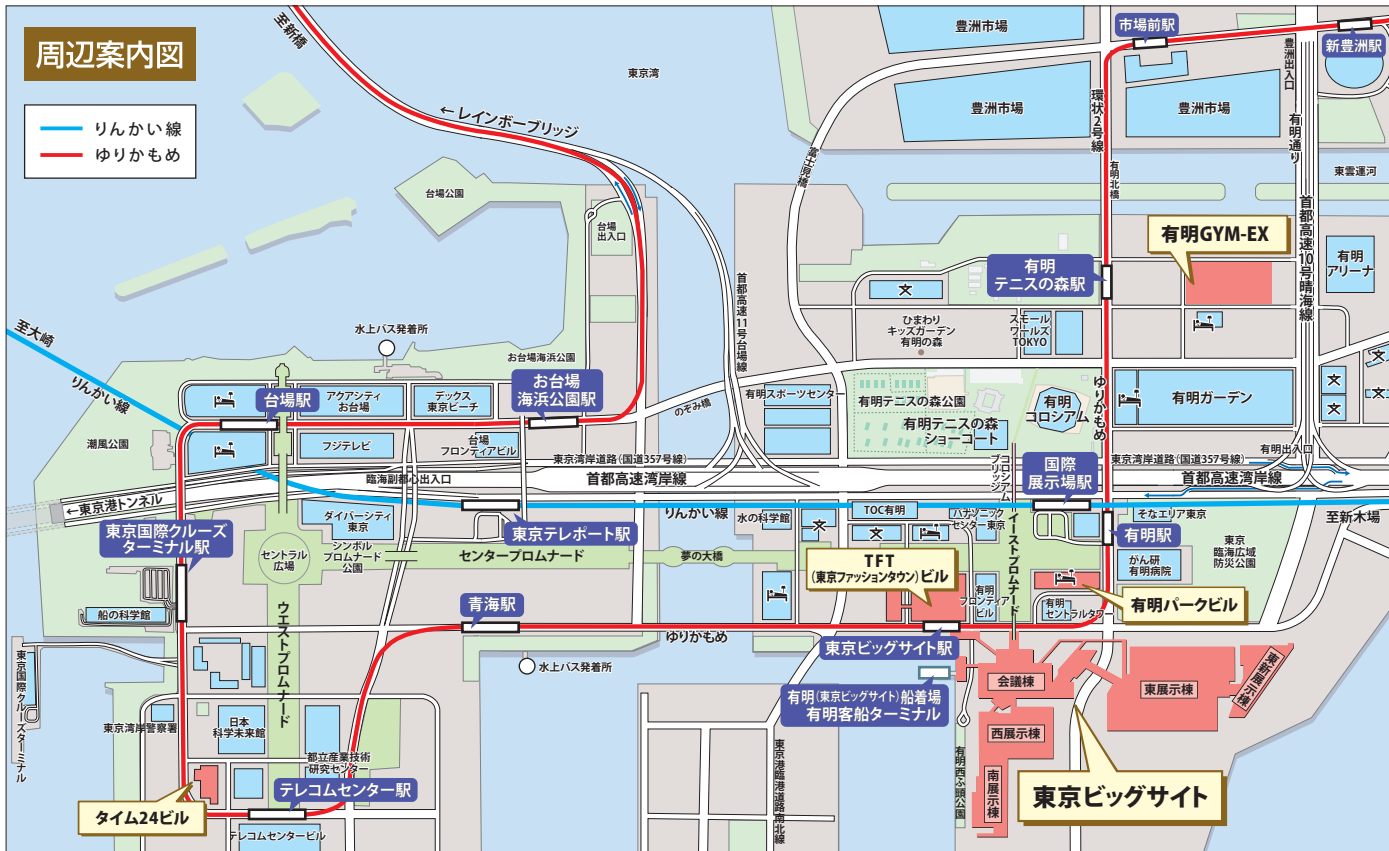 周辺案内図
りんかい線
ゆりかもめ
至新橋
東京湾
←レインボーブリッジ
豊洲市場
市場前駅
新豊洲駅
豊洲出入口
豊洲市場
豊洲市場
環状2号線
有明通り
富士見橋
有明北橋
東雲運河
台場公園
台場
出入口
首都高速10号晴海線
有明GYM-EX
有明
アリーナ
有明
テニスの森駅
首都高速11号台場線
至大崎
りんかい線
水上バス発着所
お台場海浜公園
ひまわり
キッズガーデン
有明の森
スモール
ワールズ
TOKYO
ゆりかもめ
台場駅
アクアシティ
お台場
デックス
東京ビーチ
お台場
海浜公園駅
のぞみ橋
有明スポーツセンター
有明テニスの森公園
有明テニスの森
ショーコート
有明
コロシアム
有明ガーデン
潮風公園
フジテレビ
台場
フロンティアビル
東京湾岸道路(国道357号線)
首都高速湾岸線
臨海副都心出入口
コロシアム
ブリッジ
国際
展示場駅
東京湾岸道路(国道357号線)
有明出入口
首都高速湾岸線
←東京港トンネル
東京国際クルーズ
ターミナル駅
ダイバーシティ
東京
東京テレポート駅
りんかい線
水の科学館
TOC有明
パナソニック
センター東京
イーストプロムナード
有明駅
そなエリア東京
至新木場
セントラル
広場
シンボル
プロムナード
公園
センタープロムナード
夢の大橋
TFT
(東京ファッションタウン)ビル
がん研
有明病院
東京
臨海広域
防災公園
船の科学館
ウエストプロムナード
青海駅
ゆりかもめ
有明
フロンティア
ビル
有明
セントラルタワー
有明パークビル
東京ビッグサイト駅
水上バス発着所
東京国際クルーズターミナル
有明(東京ビッグサイト)船着場
有明客船ターミナル
会議棟
東展示棟
東新展示棟
東京湾岸警察署
日本
科学未来館
都立産業技術
研究センター
東京港臨港道路南北線
有明西ふ頭公園
西展示棟
南展示棟
タイム24ビル
テレコムセンター駅
テレコムセンタービル
東京ビッグサイト